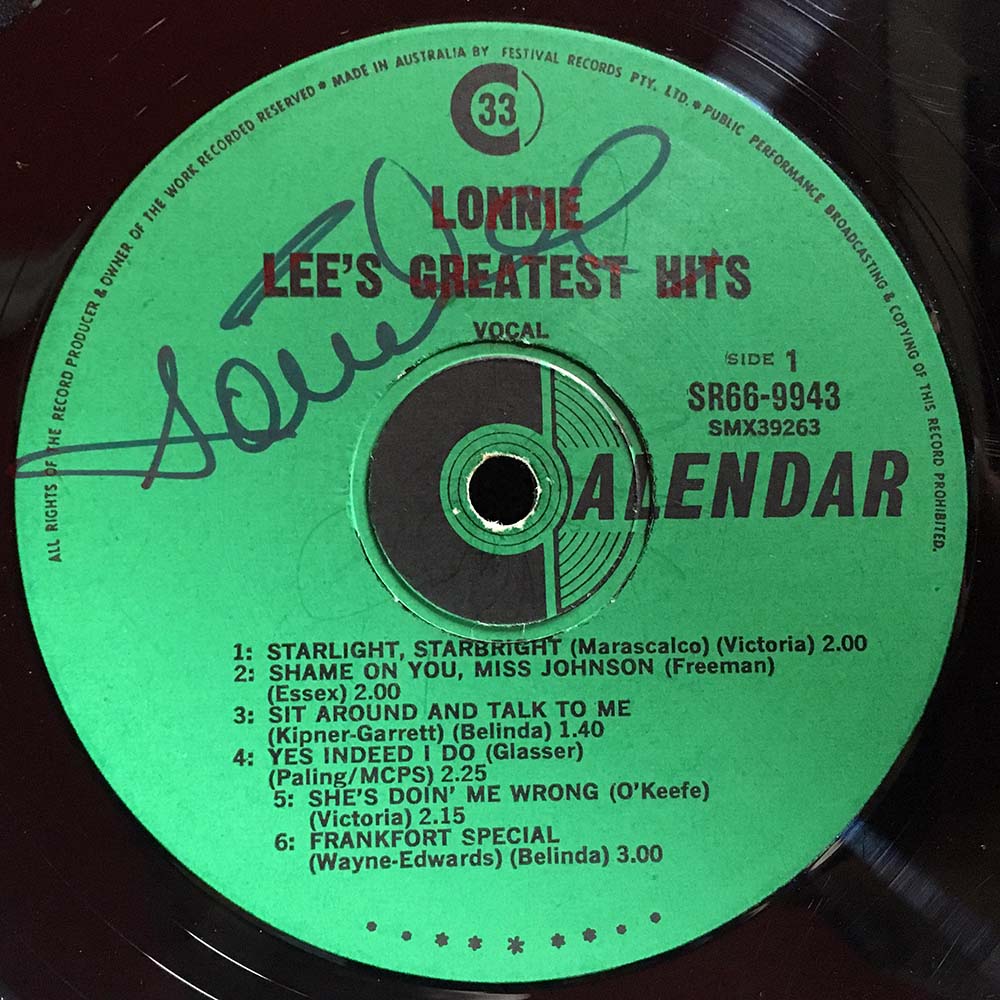 ALL RIGHTS OF THE RECORD PRODUCER & OWNER OF THE WORK RECORDED RESERVED * MADE IN AUSTRALIA BY FESTIVAL RECORDS PTY. LTD. * PUBLIC PERFORMANCE BROADCASTING & COPYING OF THIS RECORD PROHIBITED.
33
LONNIE
LEE'S GREATEST HITS
Lonnie Lee
VOCAL
SIDE 1
SR66-9943
SMX39263
CALENDAR
1: STARLIGHT, STARBRIGHT (Marascalco) (Victoria) 2.00
2: SHAME ON YOU, MISS JOHNSON (Freeman)
(Essex) 2.00
3: SIT AROUND AND TALK TO ME
(Kipner-Garrett) (Belinda) 1.40
4: YES INDEED I DO (Glasser)
(Paling/MCPS) 2.25
5: SHE'S DOIN' ME WRONG (O'Keefe)
(Victoria) 2.15
6: FRANKFORT SPECIAL
(Wayne-Edwards) (Belinda) 3.00